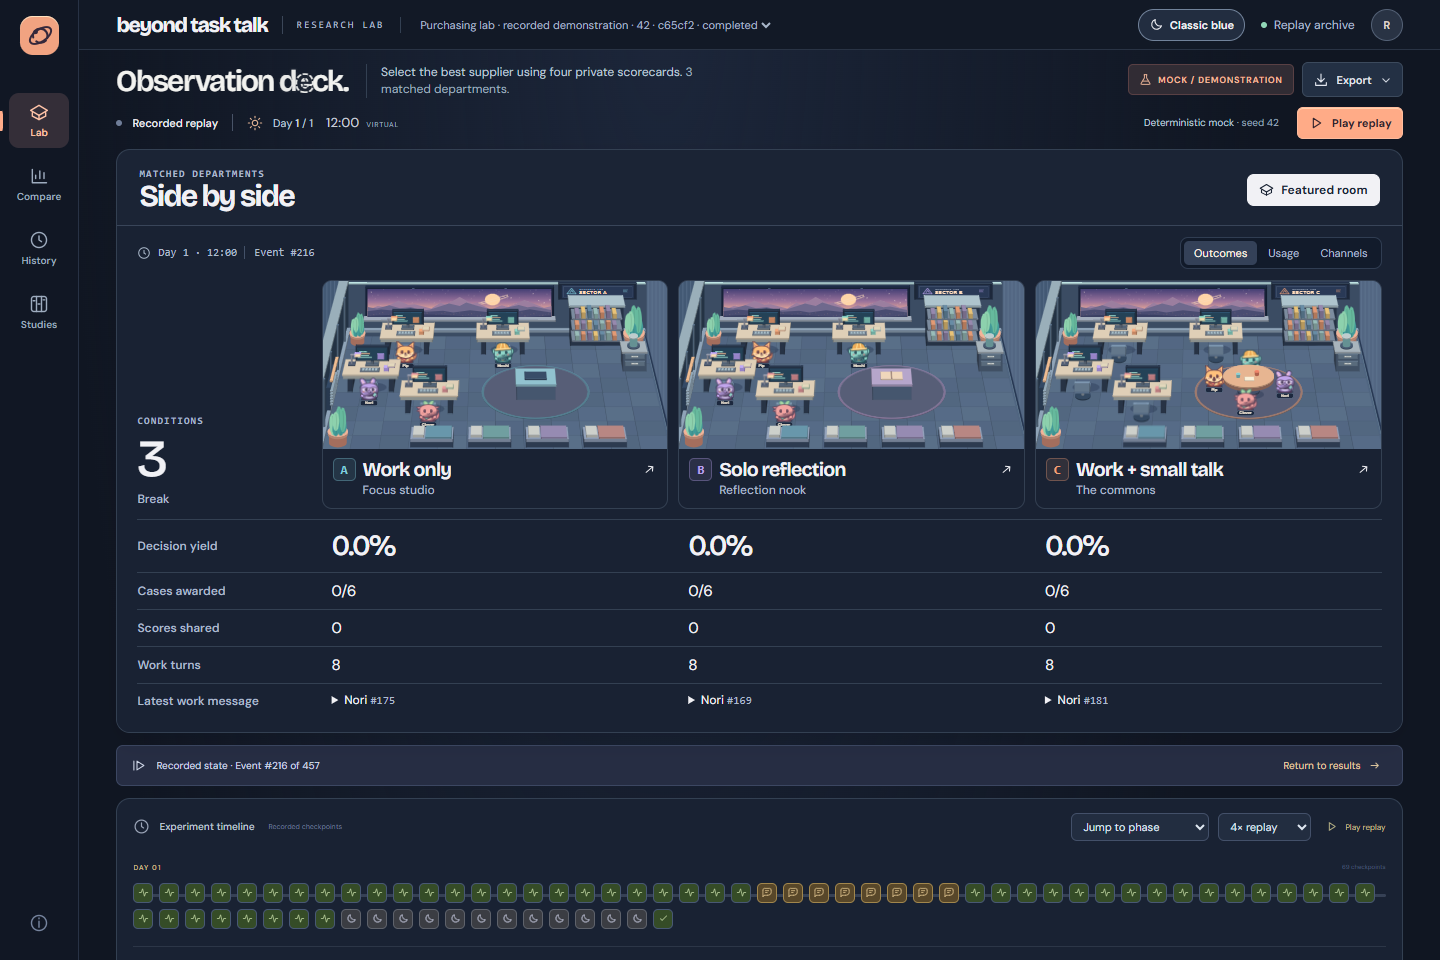 beyond task talk
RESEARCH LAB
Purchasing lab · recorded demonstration · 42 · c65cf2 · completed
Classic blue
Replay archive
R
Lab
Compare
History
Studies
Observation deck.
Select the best supplier using four private scorecards. 3
matched departments.
MOCK / DEMONSTRATION
Export
Recorded replay
Day 1 / 1
12:00 VIRTUAL
Deterministic mock · seed 42
Play replay
MATCHED DEPARTMENTS
Side by side
Featured room
Day 1 · 12:00
Event #216
Outcomes
Usage
Channels
SECTOR A
SECTOR B
SECTOR C
CONDITIONS
3
Break
A Work only
Focus studio
B Solo reflection
Reflection nook
C Work + small talk
The commons
Decision yield 0.0% 0.0% 0.0%
Cases awarded 0/6 0/6 0/6
Scores shared 0 0 0
Work turns 8 8 8
Latest work message Nori #175 Nori #169 Nori #181
Recorded state · Event #216 of 457
Return to results
Experiment timeline
Recorded checkpoints
Jump to phase
4× replay
Play replay
DAY 01